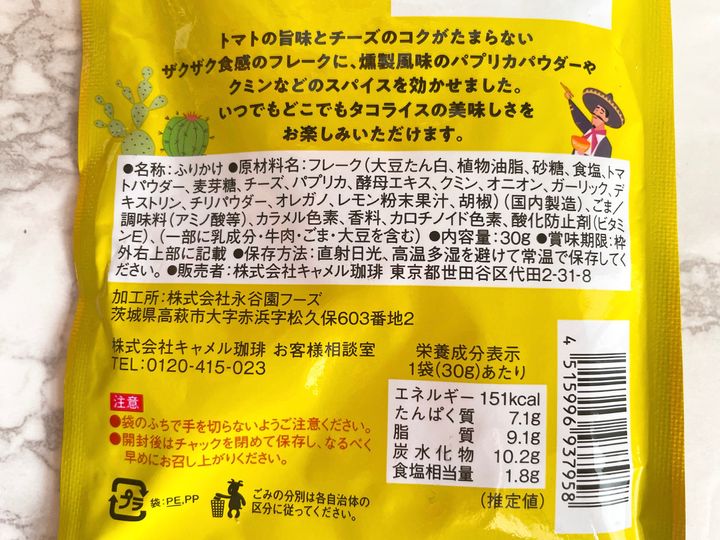 トマトの旨味とチーズのコクがたまらない
ザクザク食感のフレークに、燻製風味のパプリカパウダーや
クミンなどのスパイスを効かせました。
いつでもどこでもタコライスの美味しさを
お楽しみいただけます。
●名称:ふりかけ ●原材料名:フレーク(大豆たん白、植物油脂、砂糖、食塩、トマ
トパウダー、麦芽糖、チーズ、パプリカ、酵母エキス、クミン、オニオン、ガーリック、デ
キストリン、チリパウダー、オレガノ、レモン粉末果汁、胡椒)(国内製造)、ごま/
調味料(アミノ酸等)、カラメル色素、香料、カロチノイド色素、酸化防止剤(ビタミ
ンE)、(一部に乳成分・牛肉・ごま・大豆を含む) ●内容量:30g ●賞味期限:枠
外右上部に記載 ●保存方法:直射日光、高温多湿を避けて常温で保存してく
ださい。 ●販売者:株式会社キャメル珈琲 東京都世田谷区代田2-31-8
加工所:株式会社永谷園フーズ
茨城県高萩市大字赤浜字松久保603番地2
株式会社キャメル珈琲 お客様相談室
TEL:0120-415-023
注意
●袋のふちで手を切らないようご注意ください。
●開封後はチャックを閉めて保存し、なるべく
早めにお召し上がりください。
プラ
袋:PE,PP
ごみの分別は各自治体の
区分に従ってください。
栄養成分表示
1袋(30g)あたり
エネルギー 151kcal
たんぱく質 7.1g
脂質 9.1g
炭水化物 10.2g
食塩相当量 1.8g
(推定値)
4515996937958